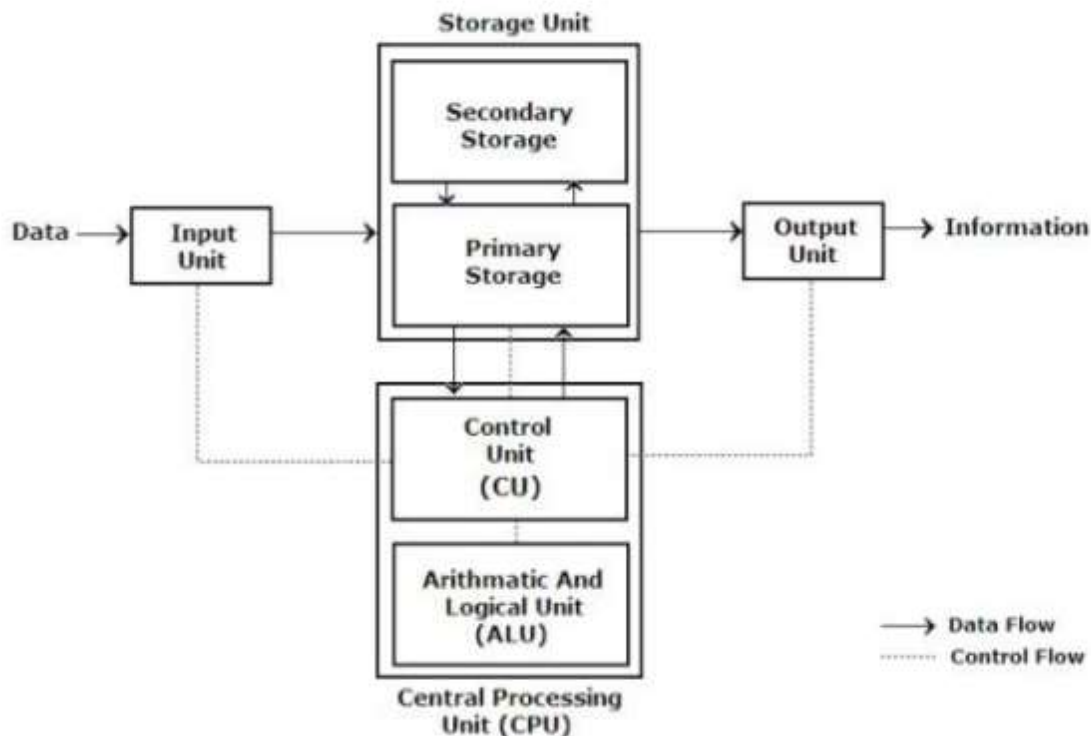 Storage Unit
Secondary
Storage
Data
Input
Unit
Primary
Storage
Output
Unit
Information
Control
Unit
(CU)
Arithmatic And
Logical Unit
(ALU)
Data Flow
Control Flow
Central Processing
Unit (CPU)